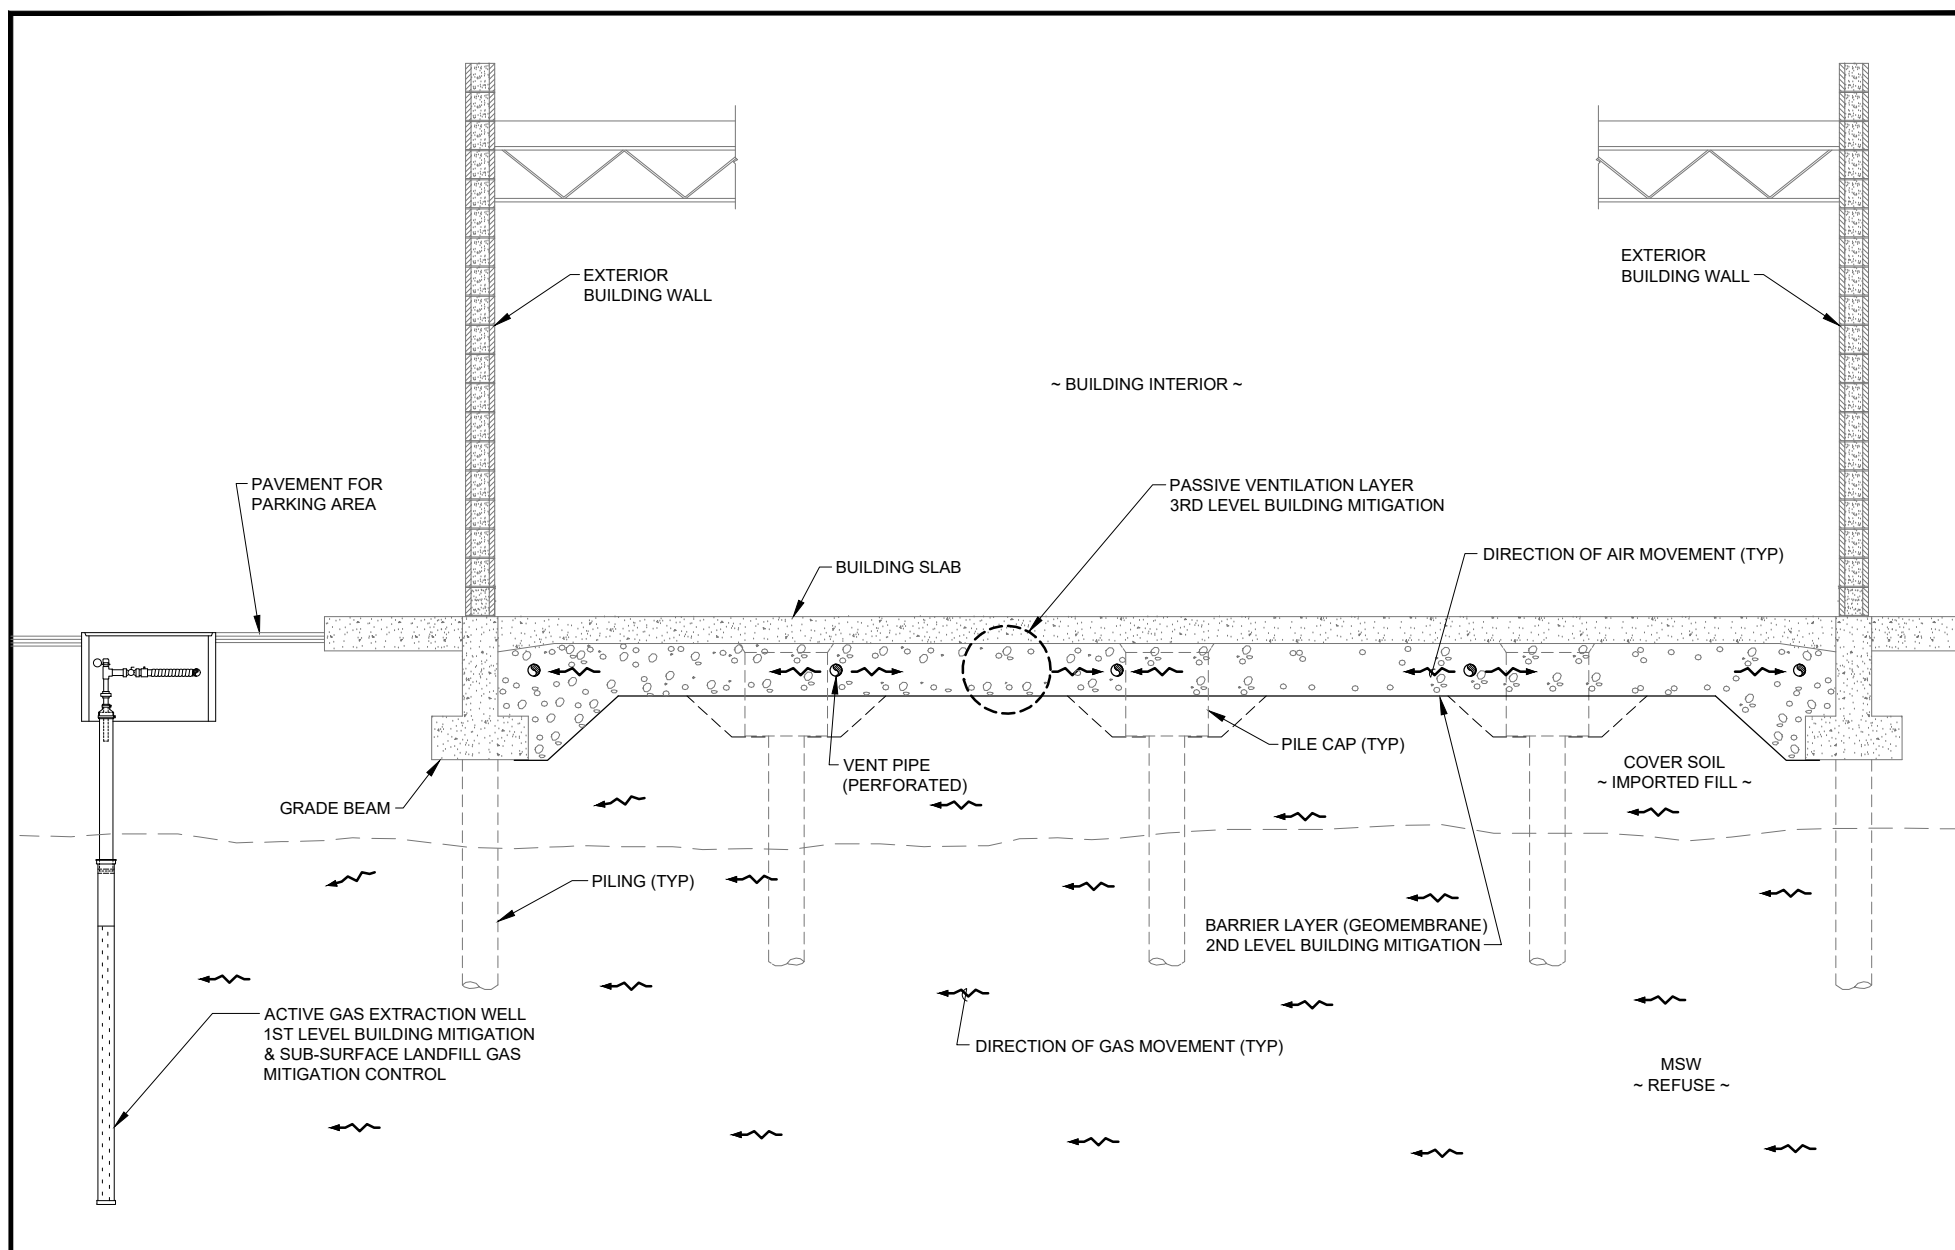 EXTERIOR
BUILDING WALL
EXTERIOR
BUILDING WALL
~ BUILDING INTERIOR ~
PAVEMENT FOR
PARKING AREA
PASSIVE VENTILATION LAYER
3RD LEVEL BUILDING MITIGATION
BUILDING SLAB
DIRECTION OF AIR MOVEMENT (TYP)
PILE CAP (TYP)
VENT PIPE
(PERFORATED)
COVER SOIL
~ IMPORTED FILL ~
GRADE BEAM
PILING (TYP)
BARRIER LAYER (GEOMEMBRANE)
2ND LEVEL BUILDING MITIGATION
ACTIVE GAS EXTRACTION WELL
1ST LEVEL BUILDING MITIGATION
& SUB-SURFACE LANDFILL GAS
MITIGATION CONTROL
DIRECTION OF GAS MOVEMENT (TYP)
MSW
~ REFUSE ~